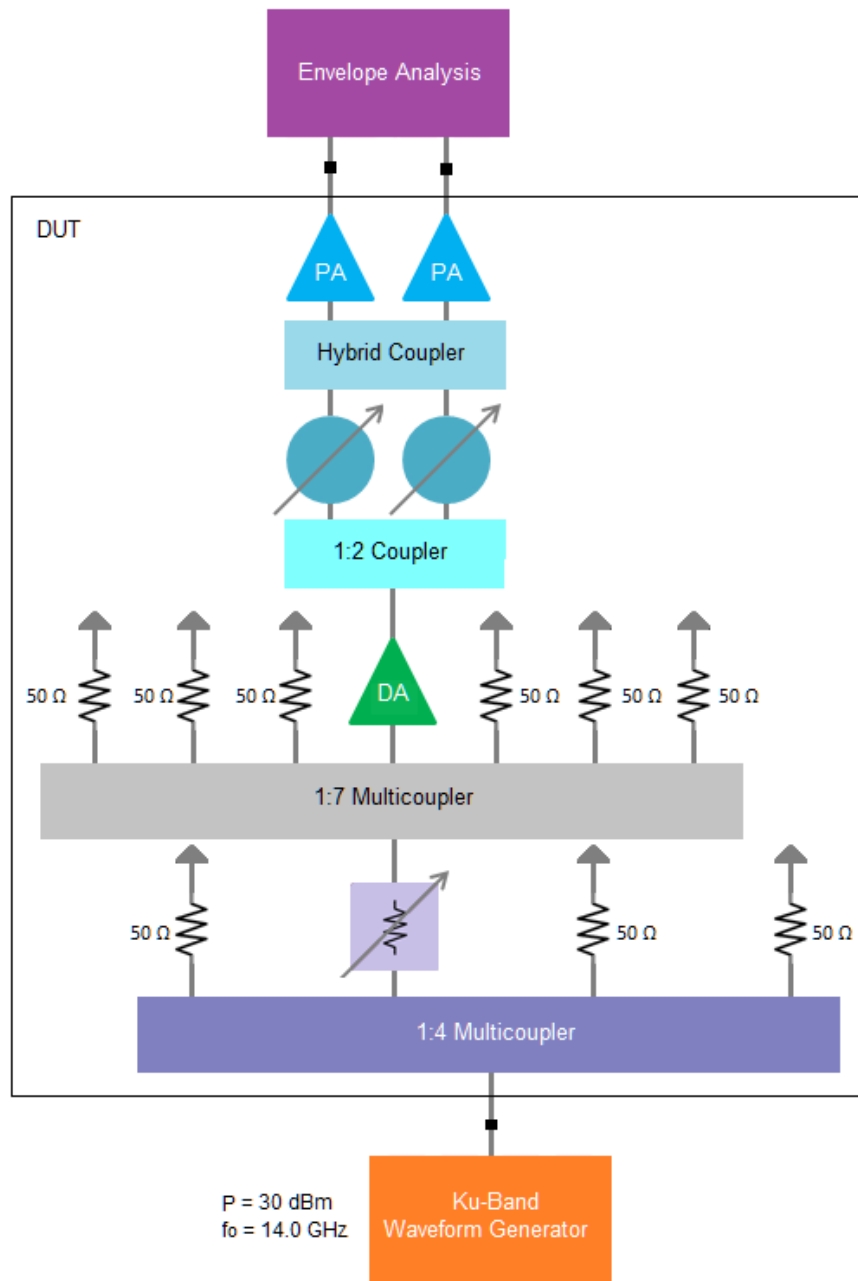 Envelope Analysis
DUT
PA PA
Hybrid Coupler
1:2 Coupler
50 Ω 50 Ω 50 Ω DA 50 Ω 50 Ω 50 Ω
1:7 Multicoupler
50 Ω 50 Ω 50 Ω
1:4 Multicoupler
P = 30 dBm
fo = 14.0 GHz
Ku-Band
Waveform Generator